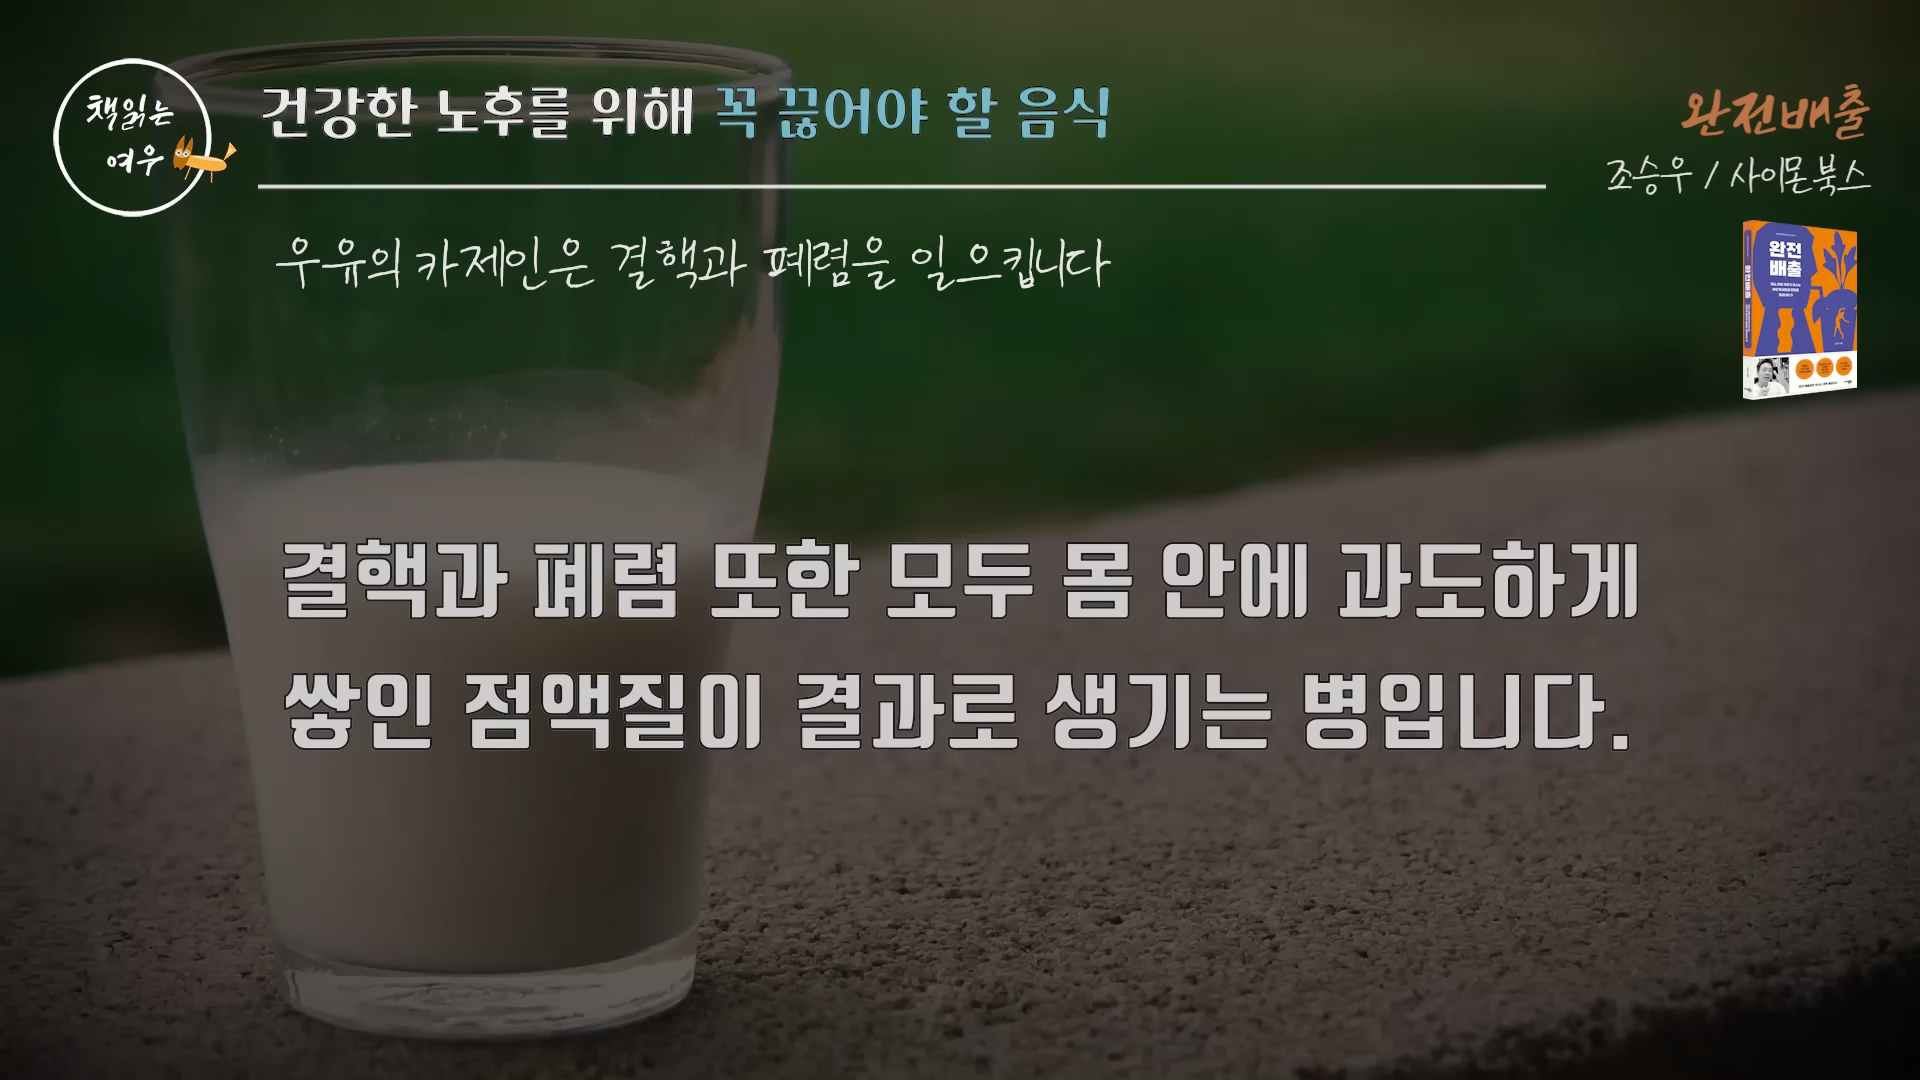 책읽는
여우
건강한 노후를 위해 꼭 끊어야 할 음식
완전배출
조승우 / 사이몬북스
우유의 카제인은 결핵과 폐렴을 일으킵니다
완전
배출
결핵과 폐렴 또한 모두 몸 안에 과도하게
쌓인 점액질이 결과로 생기는 병입니다.